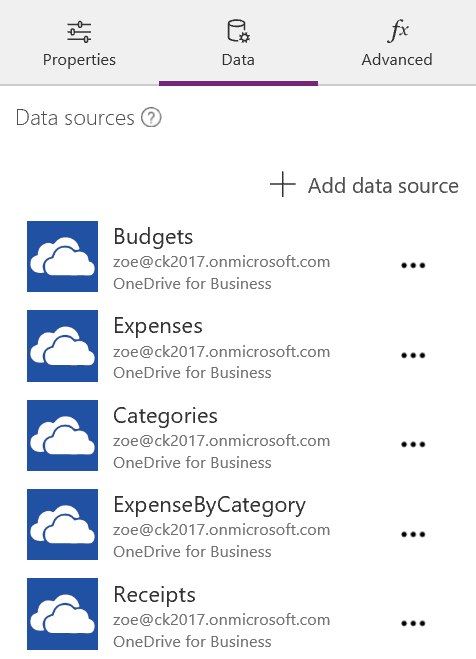 fx
Properties
Data
Advanced
Data sources ?
+ Add data source
Budgets
zoe@ck2017.onmicrosoft.com
OneDrive for Business
Expenses
zoe@ck2017.onmicrosoft.com
OneDrive for Business
Categories
zoe@ck2017.onmicrosoft.com
OneDrive for Business
ExpenseByCategory
zoe@ck2017.onmicrosoft.com
OneDrive for Business
Receipts
zoe@ck2017.onmicrosoft.com
OneDrive for Business